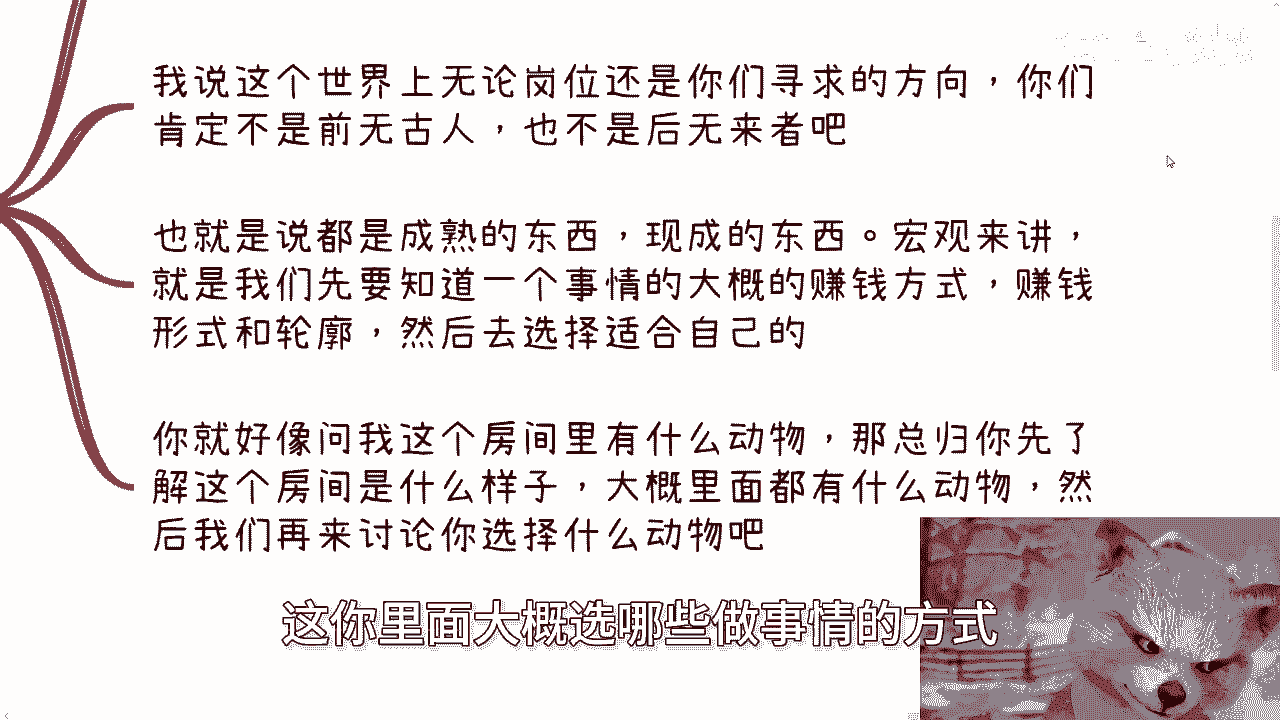 我说这个世界上无论岗位还是你们寻求的方向，你们
肯定不是前无古人，也不是后无来者吧
也就是说都是成熟的东西，现成的东西。宏观来讲，
就是我们先要知道一个事情的大概的赚钱方式，赚钱
形式和轮廓，然后去选择适合自己的
你就好像问我这个房间里有什么动物，那总归你先了
解这个房间是什么样子，大概里面都有什么动物，然
后我们再来讨论你选择什么动物吧
这你里面大概选哪些做事情的方式